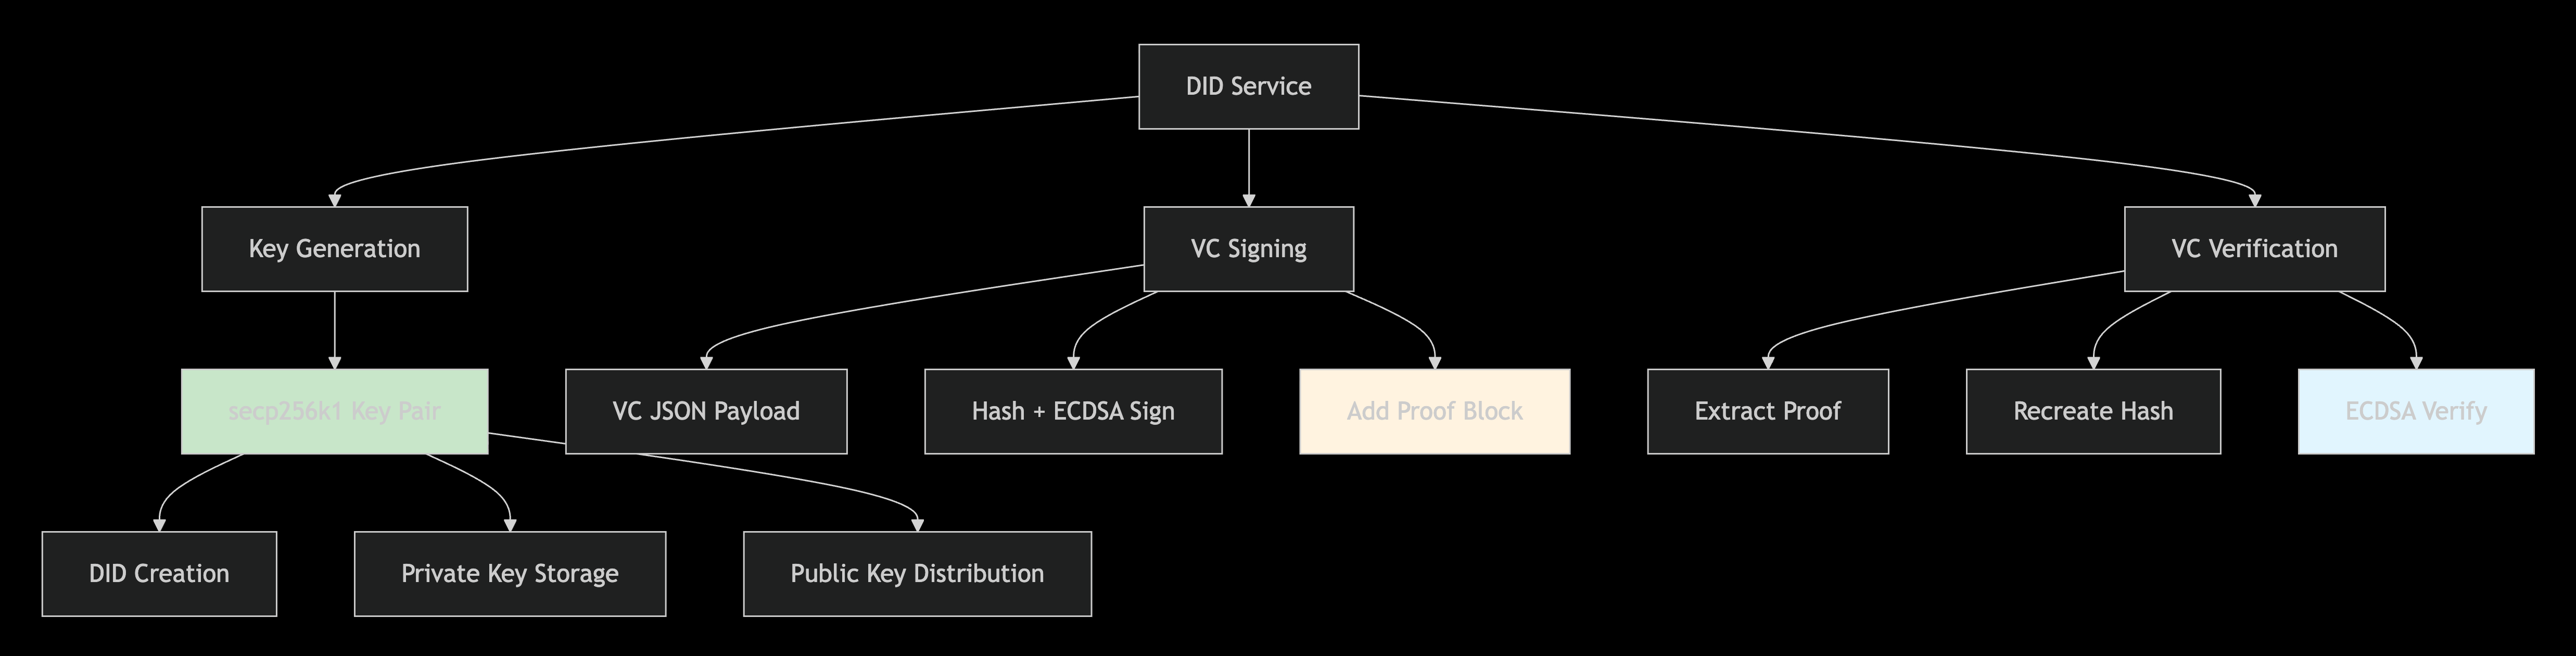 DID Service
Key Generation
VC Signing
VC Verification
secp256k1 Key Pair
VC JSON Payload
Hash + ECDSA Sign
Add Proof Block
Extract Proof
Recreate Hash
ECDSA Verify
DID Creation
Private Key Storage
Public Key Distribution